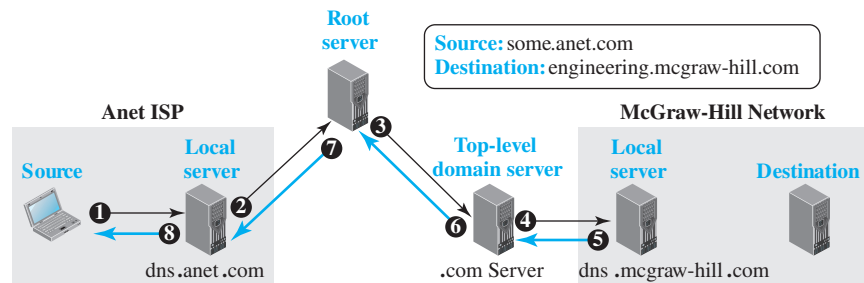 Root
server
Source: some.anet.com
Destination: engineering.mcgraw-hill.com
Anet ISP
McGraw-Hill Network
Source
Local
server
Top-level
domain server
Local
server
Destination
1
2
3
4
5
6
7
8
dns.anet.com
.com Server
dns .mcgraw-hill.com